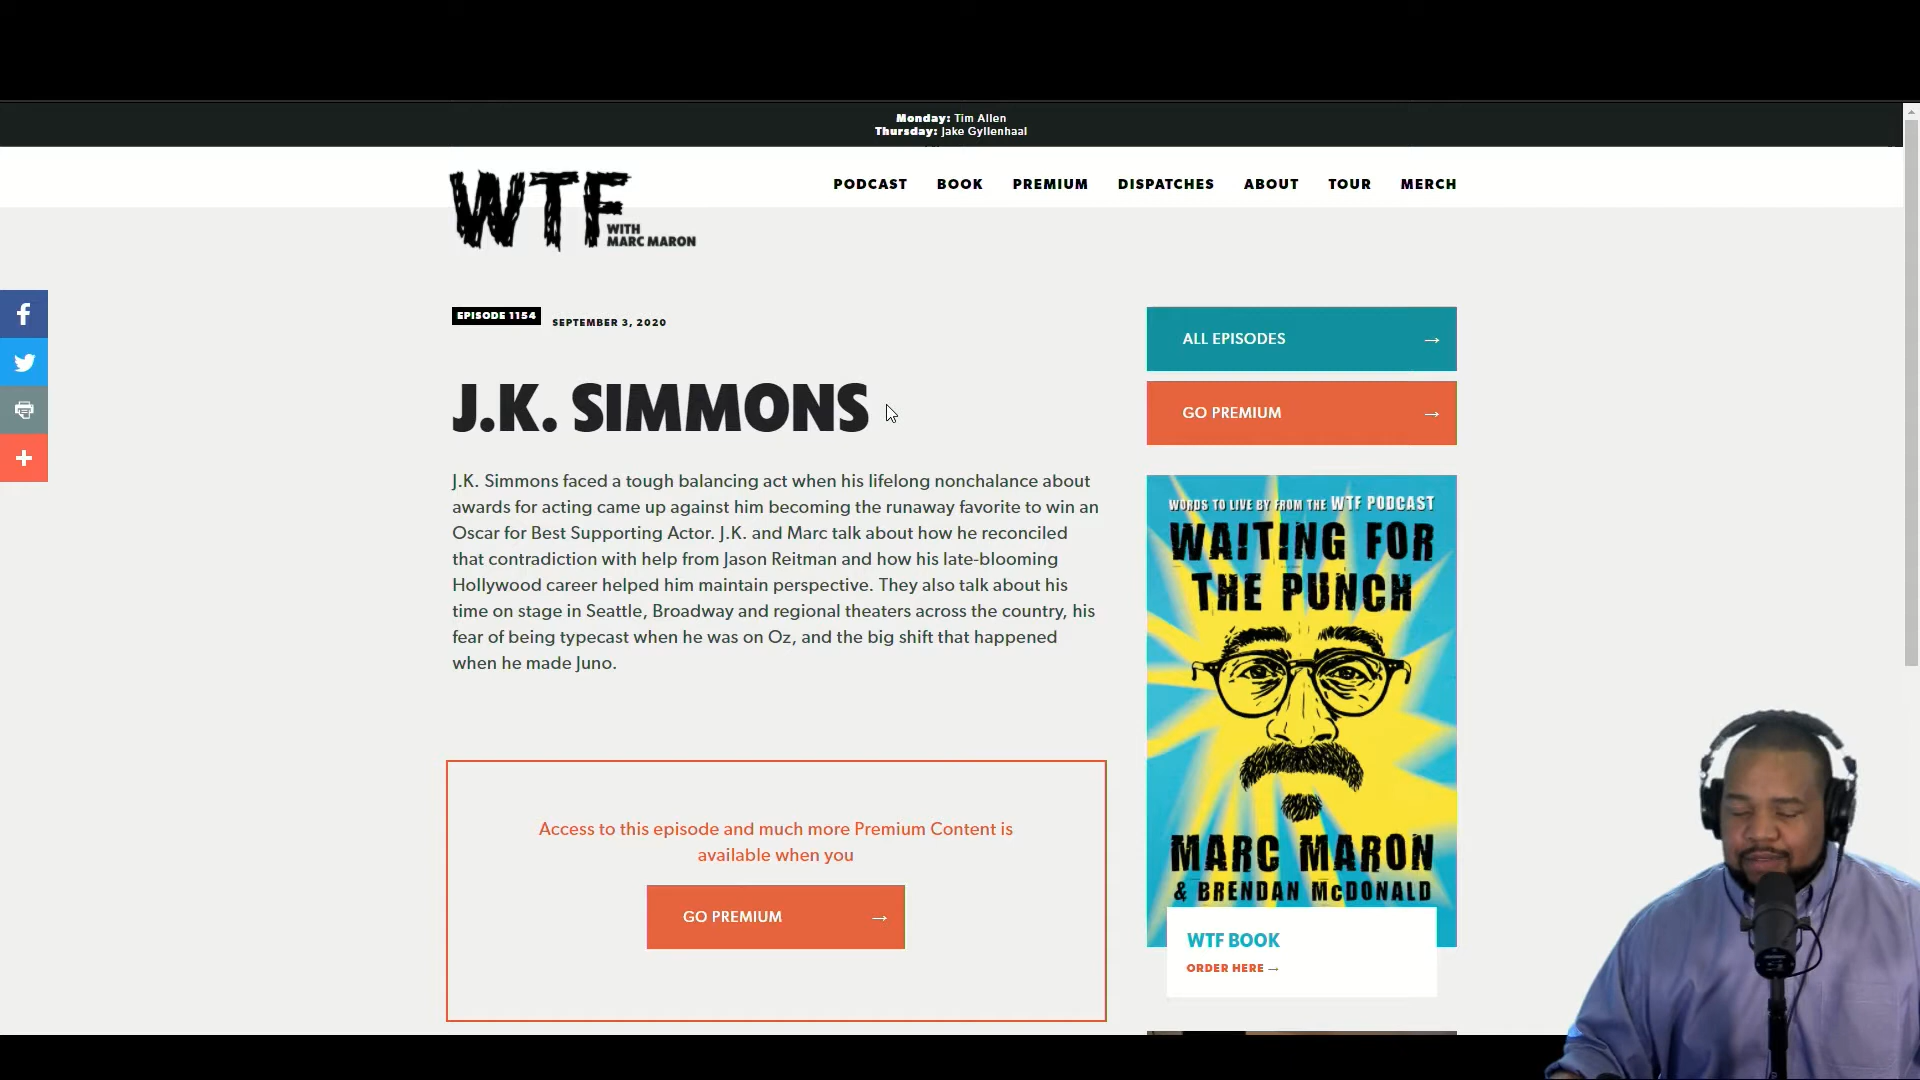 Monday: Tim Allen
Thursday: Jake Gyllenhaal
WTF
WITH
MARC MARON
PODCAST BOOK PREMIUM DISPATCHES ABOUT TOUR MERCH
EPISODE 1154 SEPTEMBER 3, 2020
J.K. SIMMONS
J.K. Simmons faced a tough balancing act when his lifelong nonchalance about
awards for acting came up against him becoming the runaway favorite to win an
Oscar for Best Supporting Actor. J.K. and Marc talk about how he reconciled
that contradiction with help from Jason Reitman and how his late-blooming
Hollywood career helped him maintain perspective. They also talk about his
time on stage in Seattle, Broadway and regional theaters across the country, his
fear of being typecast when he was on Oz, and the big shift that happened
when he made Juno.
Access to this episode and much more Premium Content is
available when you
GO PREMIUM →
ALL EPISODES →
GO PREMIUM →
WORDS TO LIVE BY FROM THE WTF PODCAST
WAITING FOR
THE PUNCH
MARC MARON
& BRENDAN McDONALD
WTF BOOK
ORDER HERE →